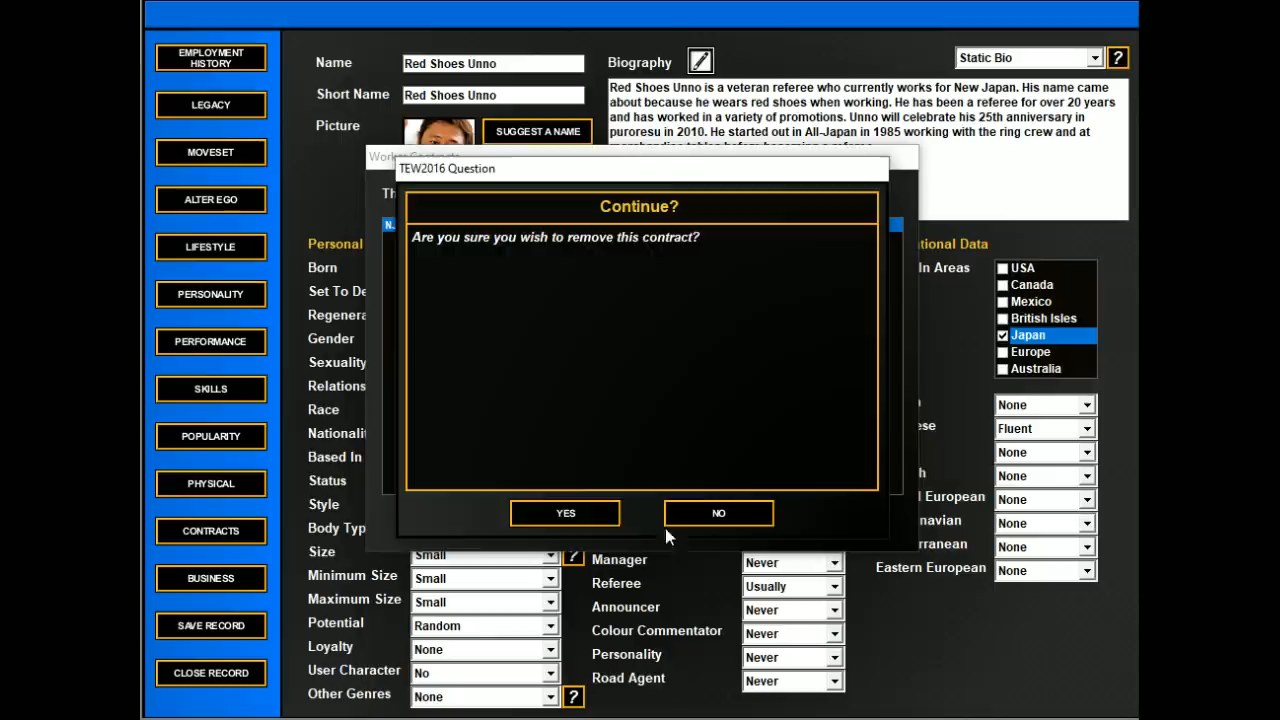 EMPLOYMENT
HISTORY
LEGACY
MOVESET
ALTER EGO
LIFESTYLE
PERSONALITY
PERFORMANCE
SKILLS
POPULARITY
PHYSICAL
CONTRACTS
BUSINESS
SAVE RECORD
CLOSE RECORD
Name
Red Shoes Unno
Short Name
Red Shoes Unno
Picture
SUGGEST A NAME
Biography
Static Bio
?
Red Shoes Unno is a veteran referee who currently works for New Japan. His name came
about because he wears red shoes when working. He has been a referee for over 20 years
and has worked in a variety of promotions. Unno will celebrate his 25th anniversary in
puroresu in 2010. He started out in All-Japan in 1985 working with the ring crew and at
TEW2016 Question
Continue?
Are you sure you wish to remove this contract?
YES
NO
Personal
Born
Set To De
Regenera
Gender
Sexuality
Relations
Race
Nationali
Based In
Status
Style
Body Typ
Size
Small
?
Minimum Size
Small
Maximum Size
Small
Potential
Random
Loyalty
None
User Character
No
Other Genres
None
?
Manager
Never
Referee
Usually
Announcer
Never
Colour Commentator
Never
Personality
Never
Road Agent
Never
tional Data
In Areas
USA
Canada
Mexico
British Isles
Japan
Europe
Australia
None
ese
Fluent
None
None
l European
None
navian
None
rranean
None
Eastern European
None